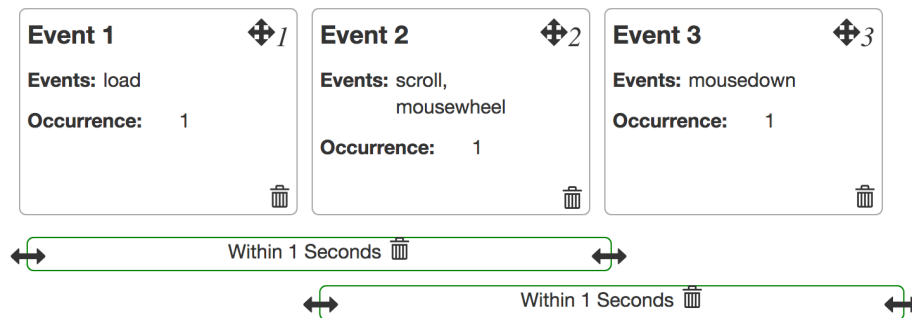 Event 1 1
Events: load
Occurrence: 1
Event 2 2
Events: scroll,
mousewheel
Occurrence: 1
Event 3 3
Events: mousedown
Occurrence: 1
Within 1 Seconds
Within 1 Seconds